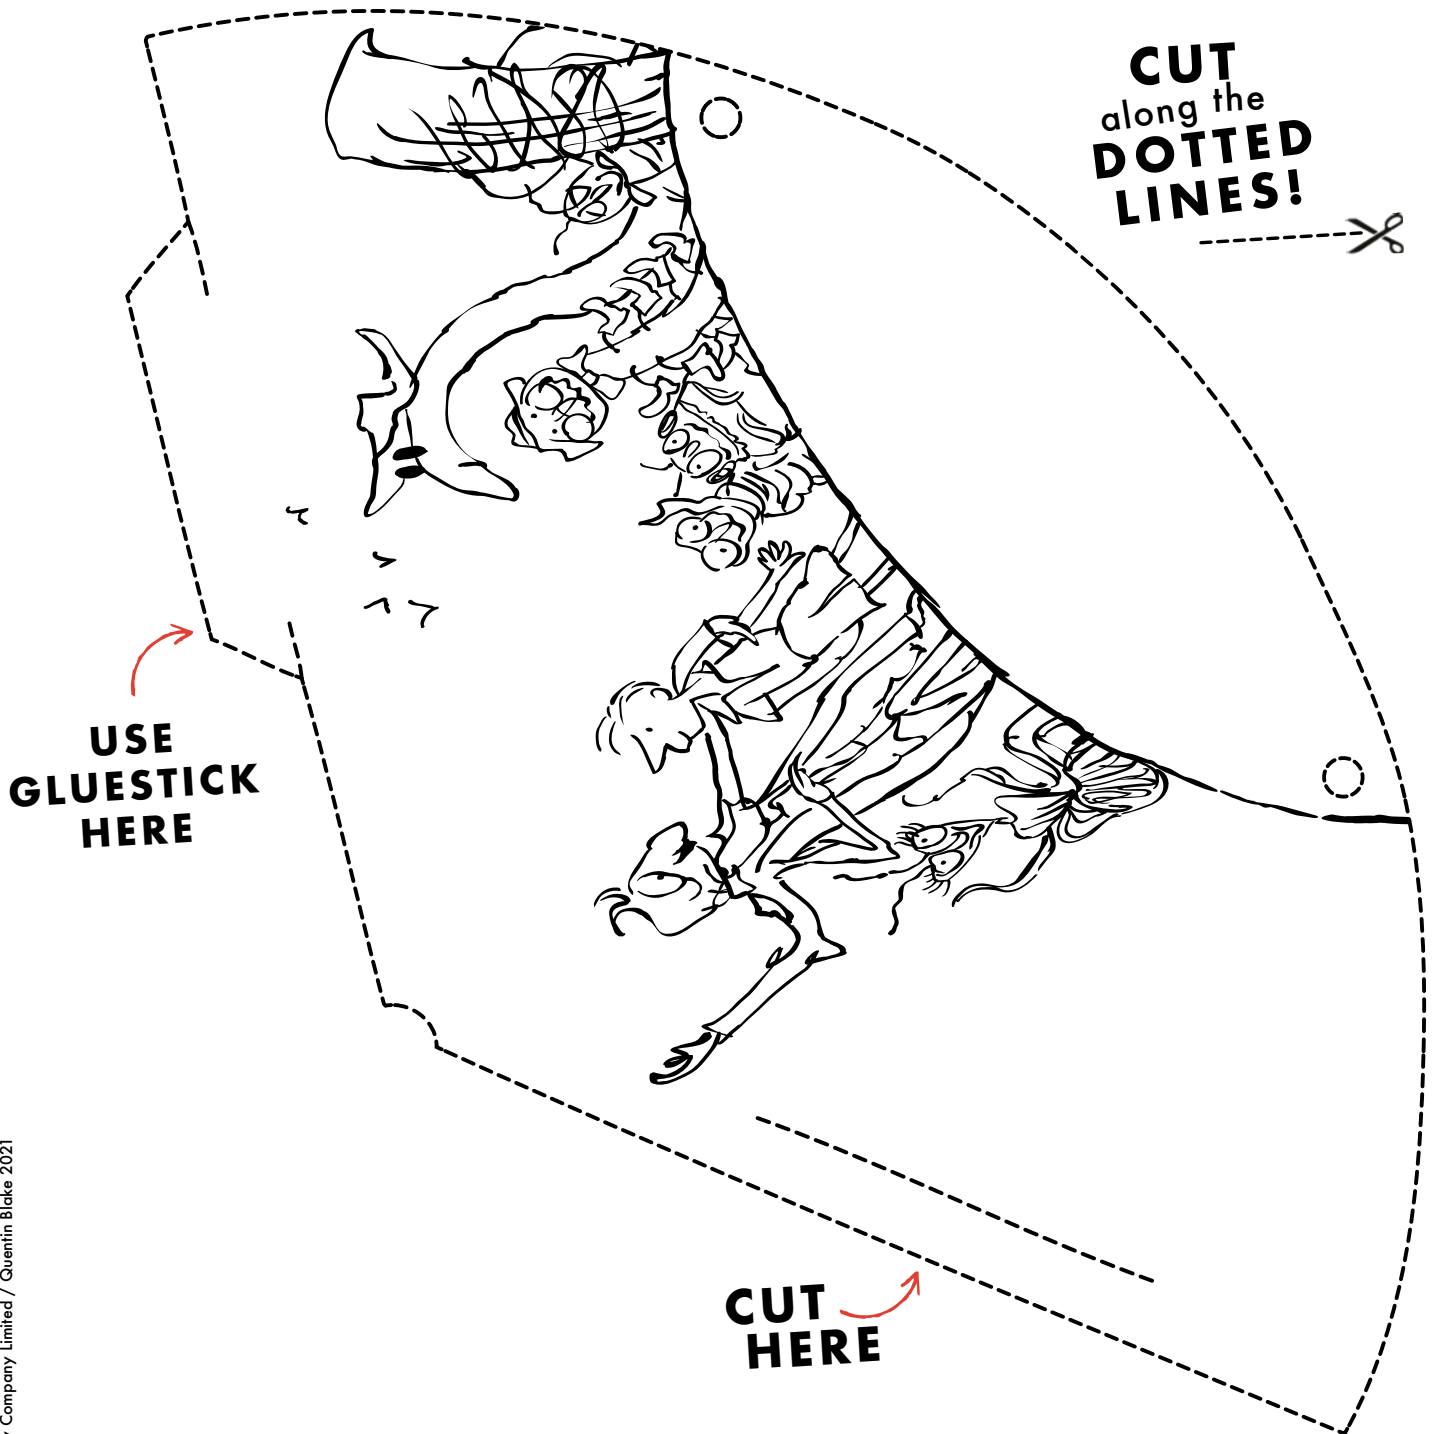 CUT
along the
DOTTED
LINES!
USE
GLUESTICK
HERE
CUT
HERE
Company Limited / Quentin Blake 2021